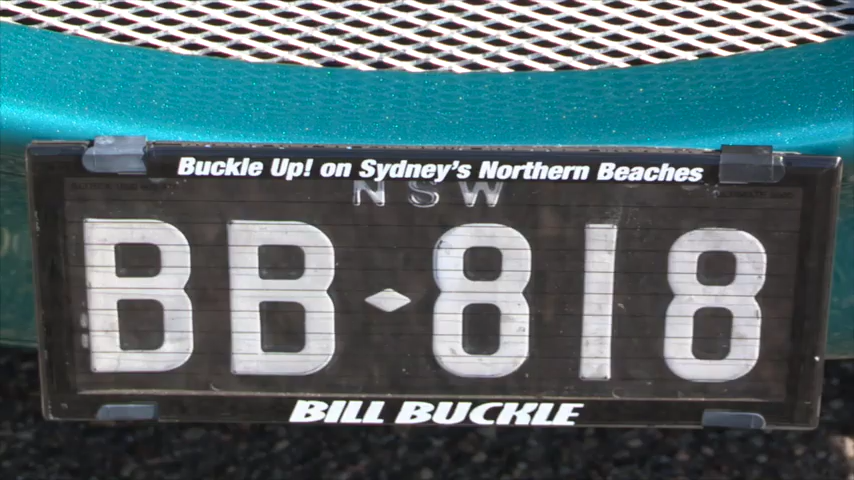 Buckle Up! on Sydney's Northern Beaches
NSW
BB◆818
BILL BUCKLE